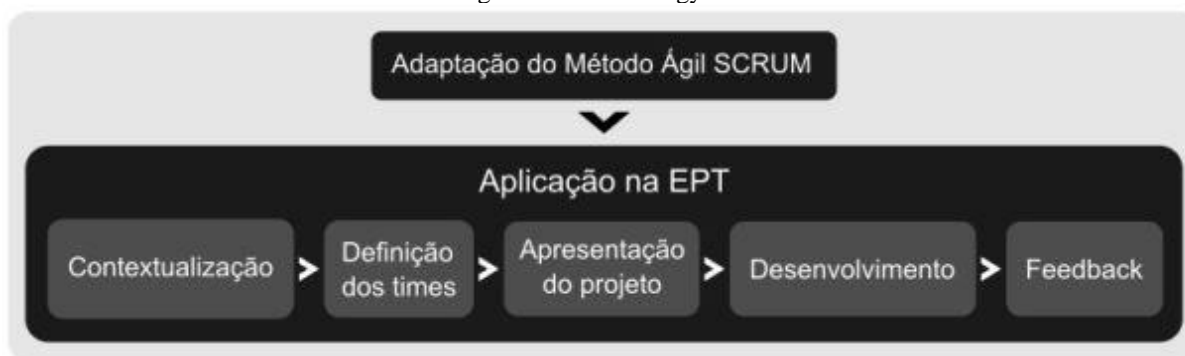 Adaptação do Método Ágil SCRUM
Aplicação na EPT
Contextualização
Definição
dos times
Apresentação
do projeto
Desenvolvimento
Feedback